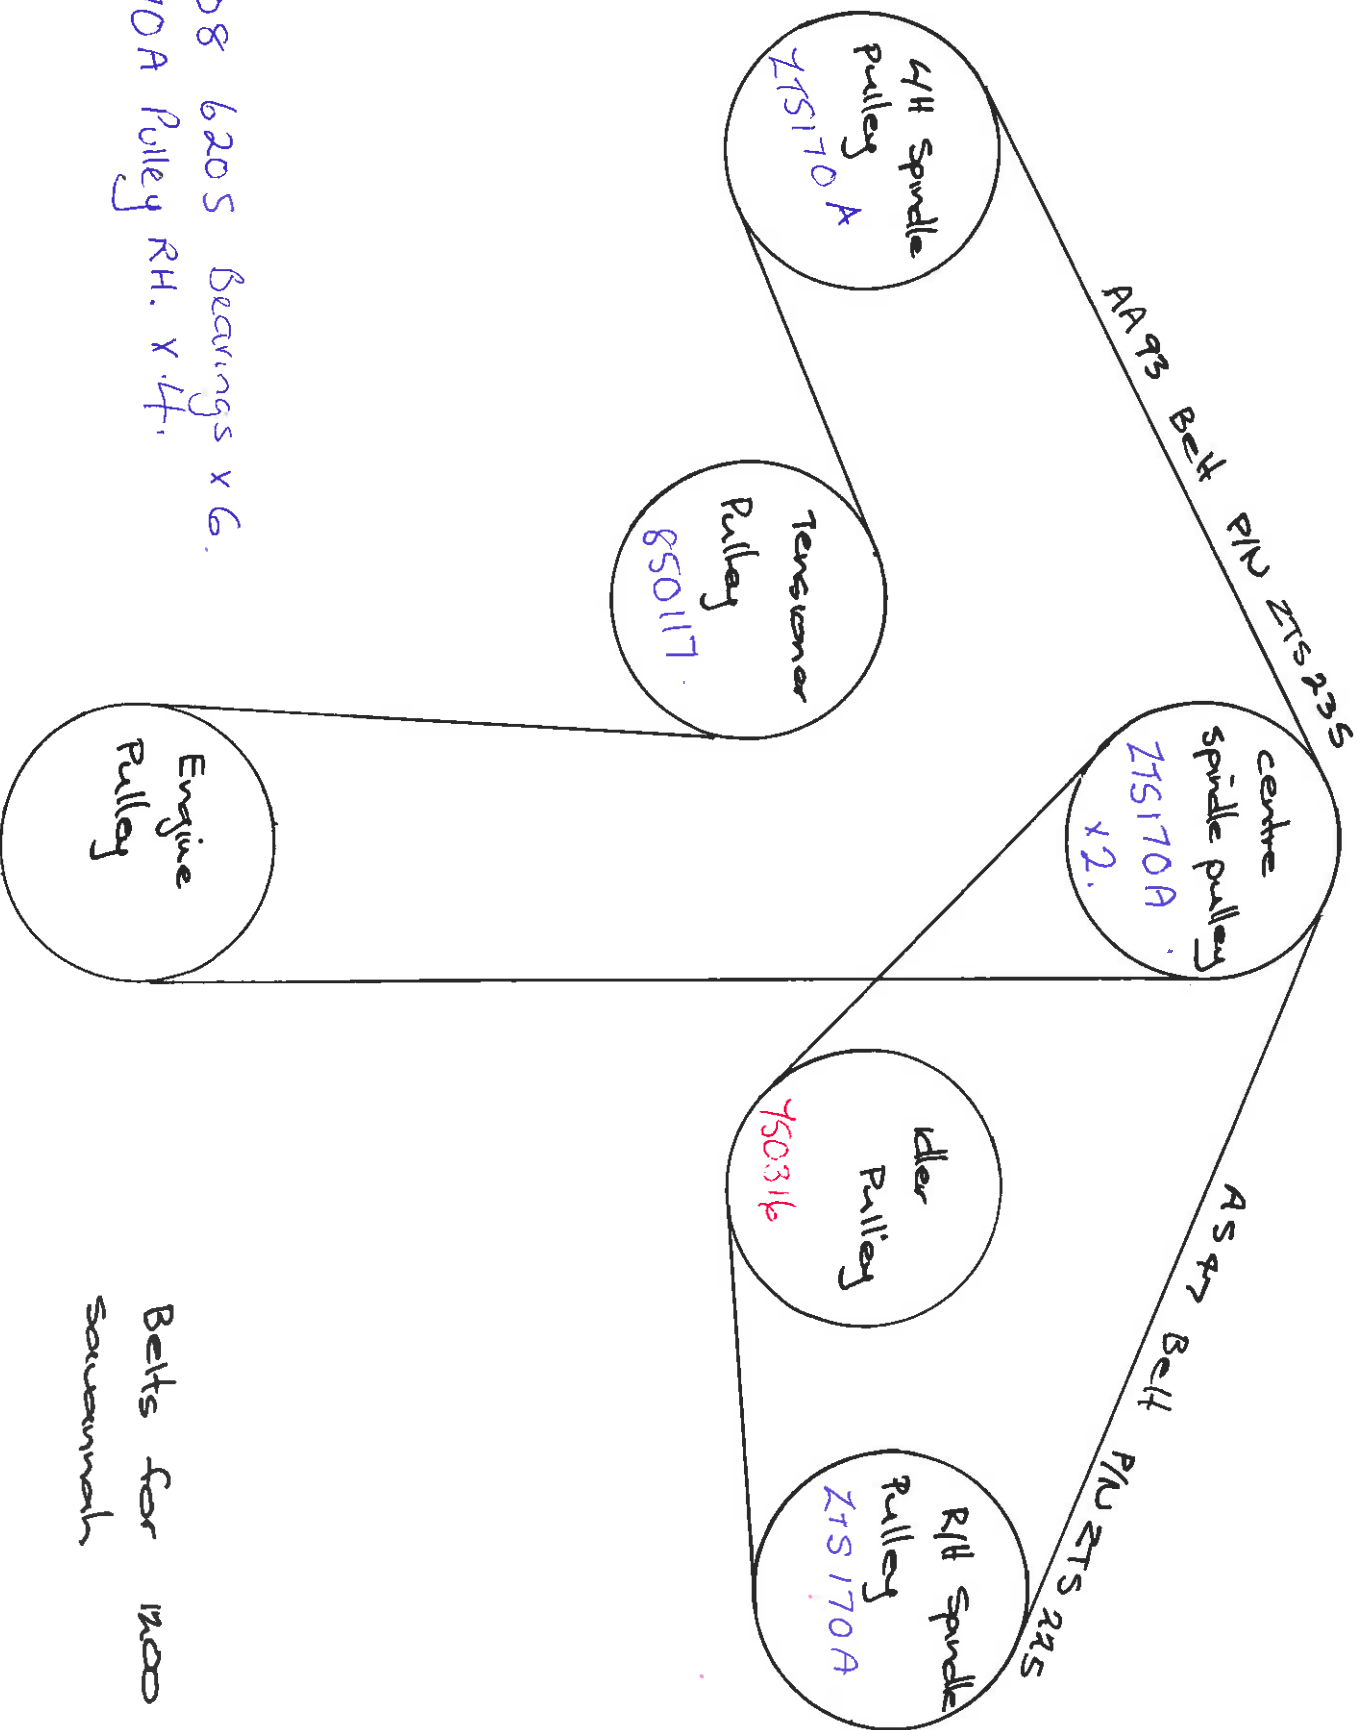 AA93 Belt P/N ZTS235
AS47 Belt P/N ZTS225
L/H Spindle
Pulley
ZTS170A
centre
spindle pulley
ZTS170A
x2.
Tensioner
Pulley
850117.
Idler
Pulley
750316
R/H Spindle
Pulley
ZTS170A
Engine
Pulley
08 6205 Bearings x 6.
70A Pulley RH. x 4.
Belts for 1200